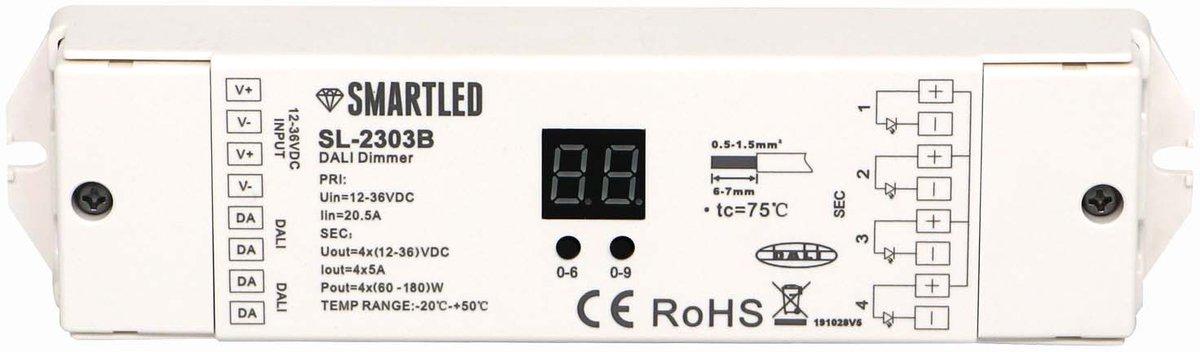 V+
V-
V+
V-
12-36VDC
INPUT
DA
DA
DALI
DA
DA
DALI
SMARTLED
SL-2303B
DALI Dimmer
PRI:
Uin=12-36VDC
Iin=20.5A
SEC:
Uout=4x(12-36)VDC
Iout=4x5A
Pout=4x(60-180)W
TEMP RANGE:-20℃-+50℃
88
0-6
0-9
CE
RoHS
0.5-1.5mm²
6-7mm
• tc=75℃
DALI
191028V5
SEC
1
+
−
2
+
−
3
+
−
4
+
−